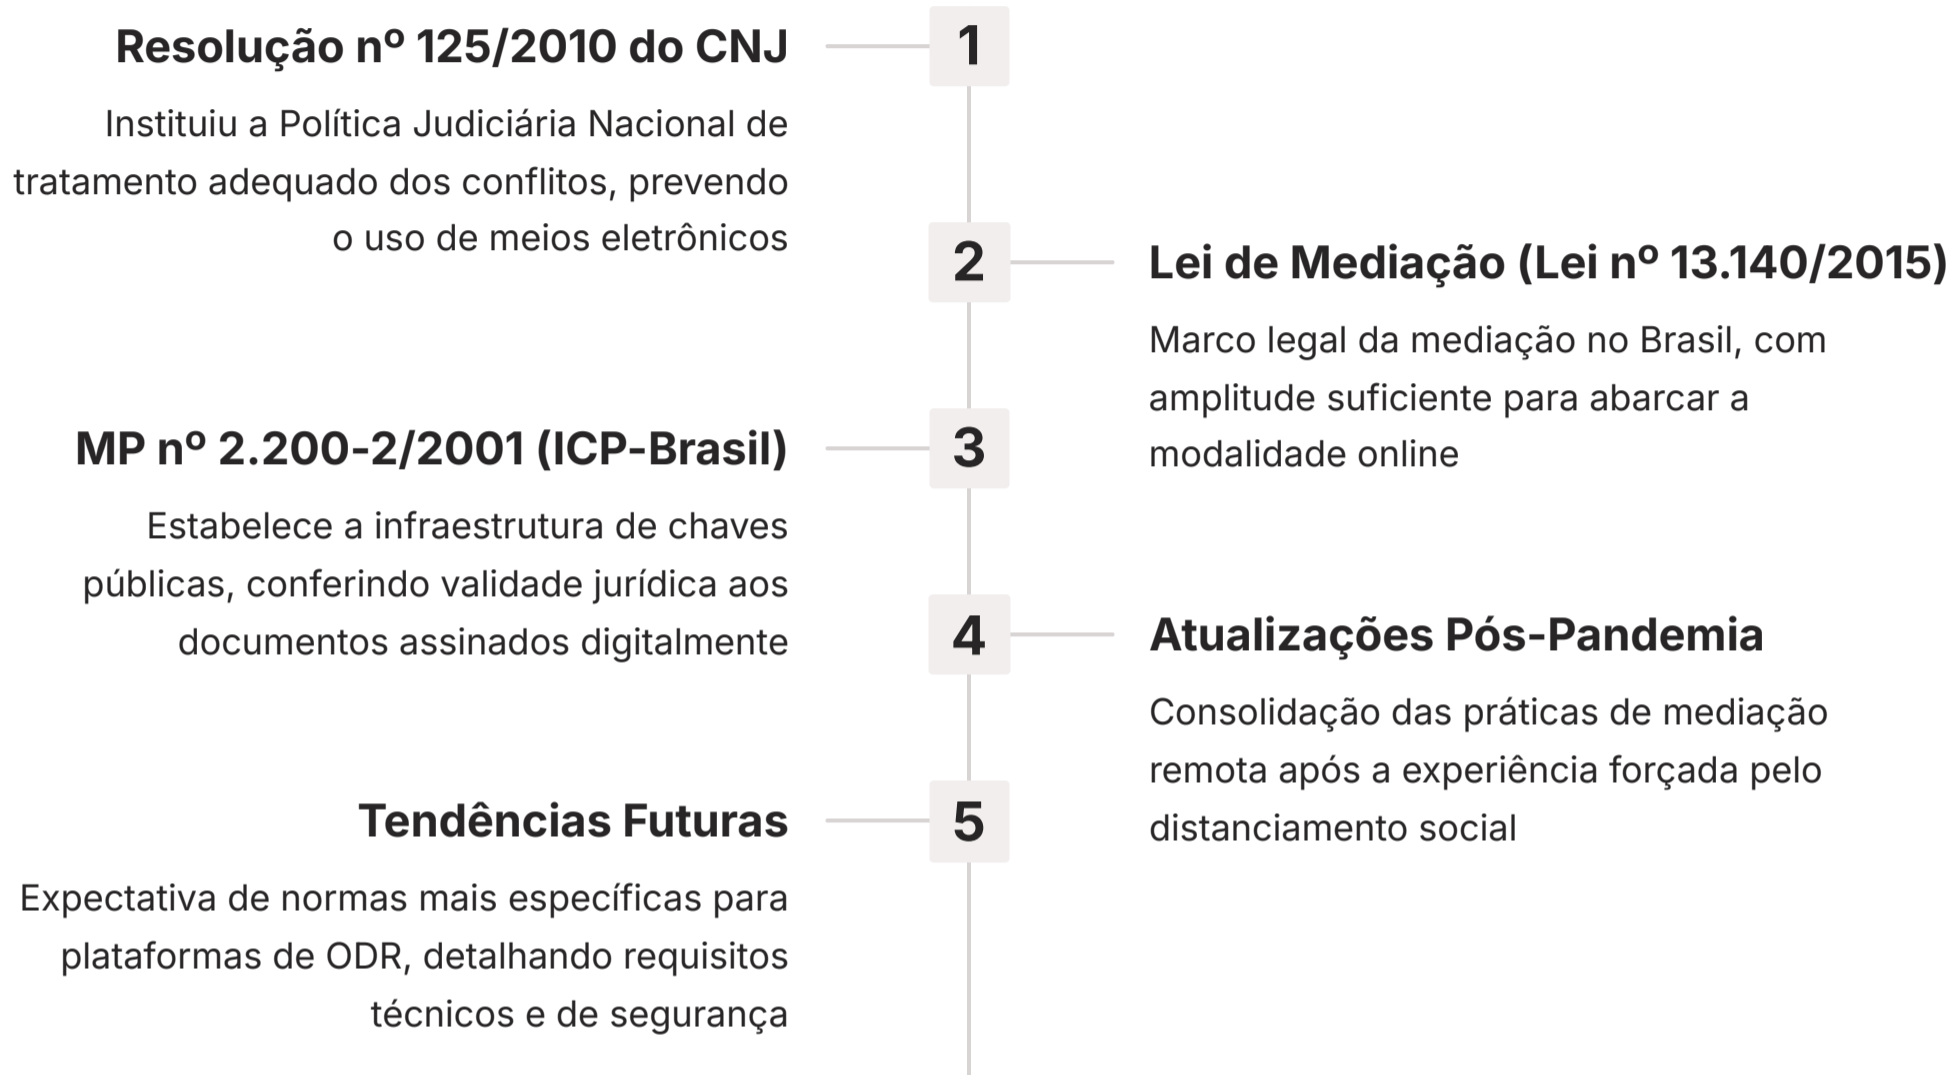 1
Resolução nº 125/2010 do CNJ
Instituiu a Política Judiciária Nacional de
tratamento adequado dos conflitos, prevendo
o uso de meios eletrônicos
2
Lei de Mediação (Lei nº 13.140/2015)
Marco legal da mediação no Brasil, com
amplitude suficiente para abarcar a
modalidade online
3
MP nº 2.200-2/2001 (ICP-Brasil)
Estabelece a infraestrutura de chaves
públicas, conferindo validade jurídica aos
documentos assinados digitalmente
4
Atualizações Pós-Pandemia
Consolidação das práticas de mediação
remota após a experiência forçada pelo
distanciamento social
5
Tendências Futuras
Expectativa de normas mais específicas para
plataformas de ODR, detalhando requisitos
técnicos e de segurança